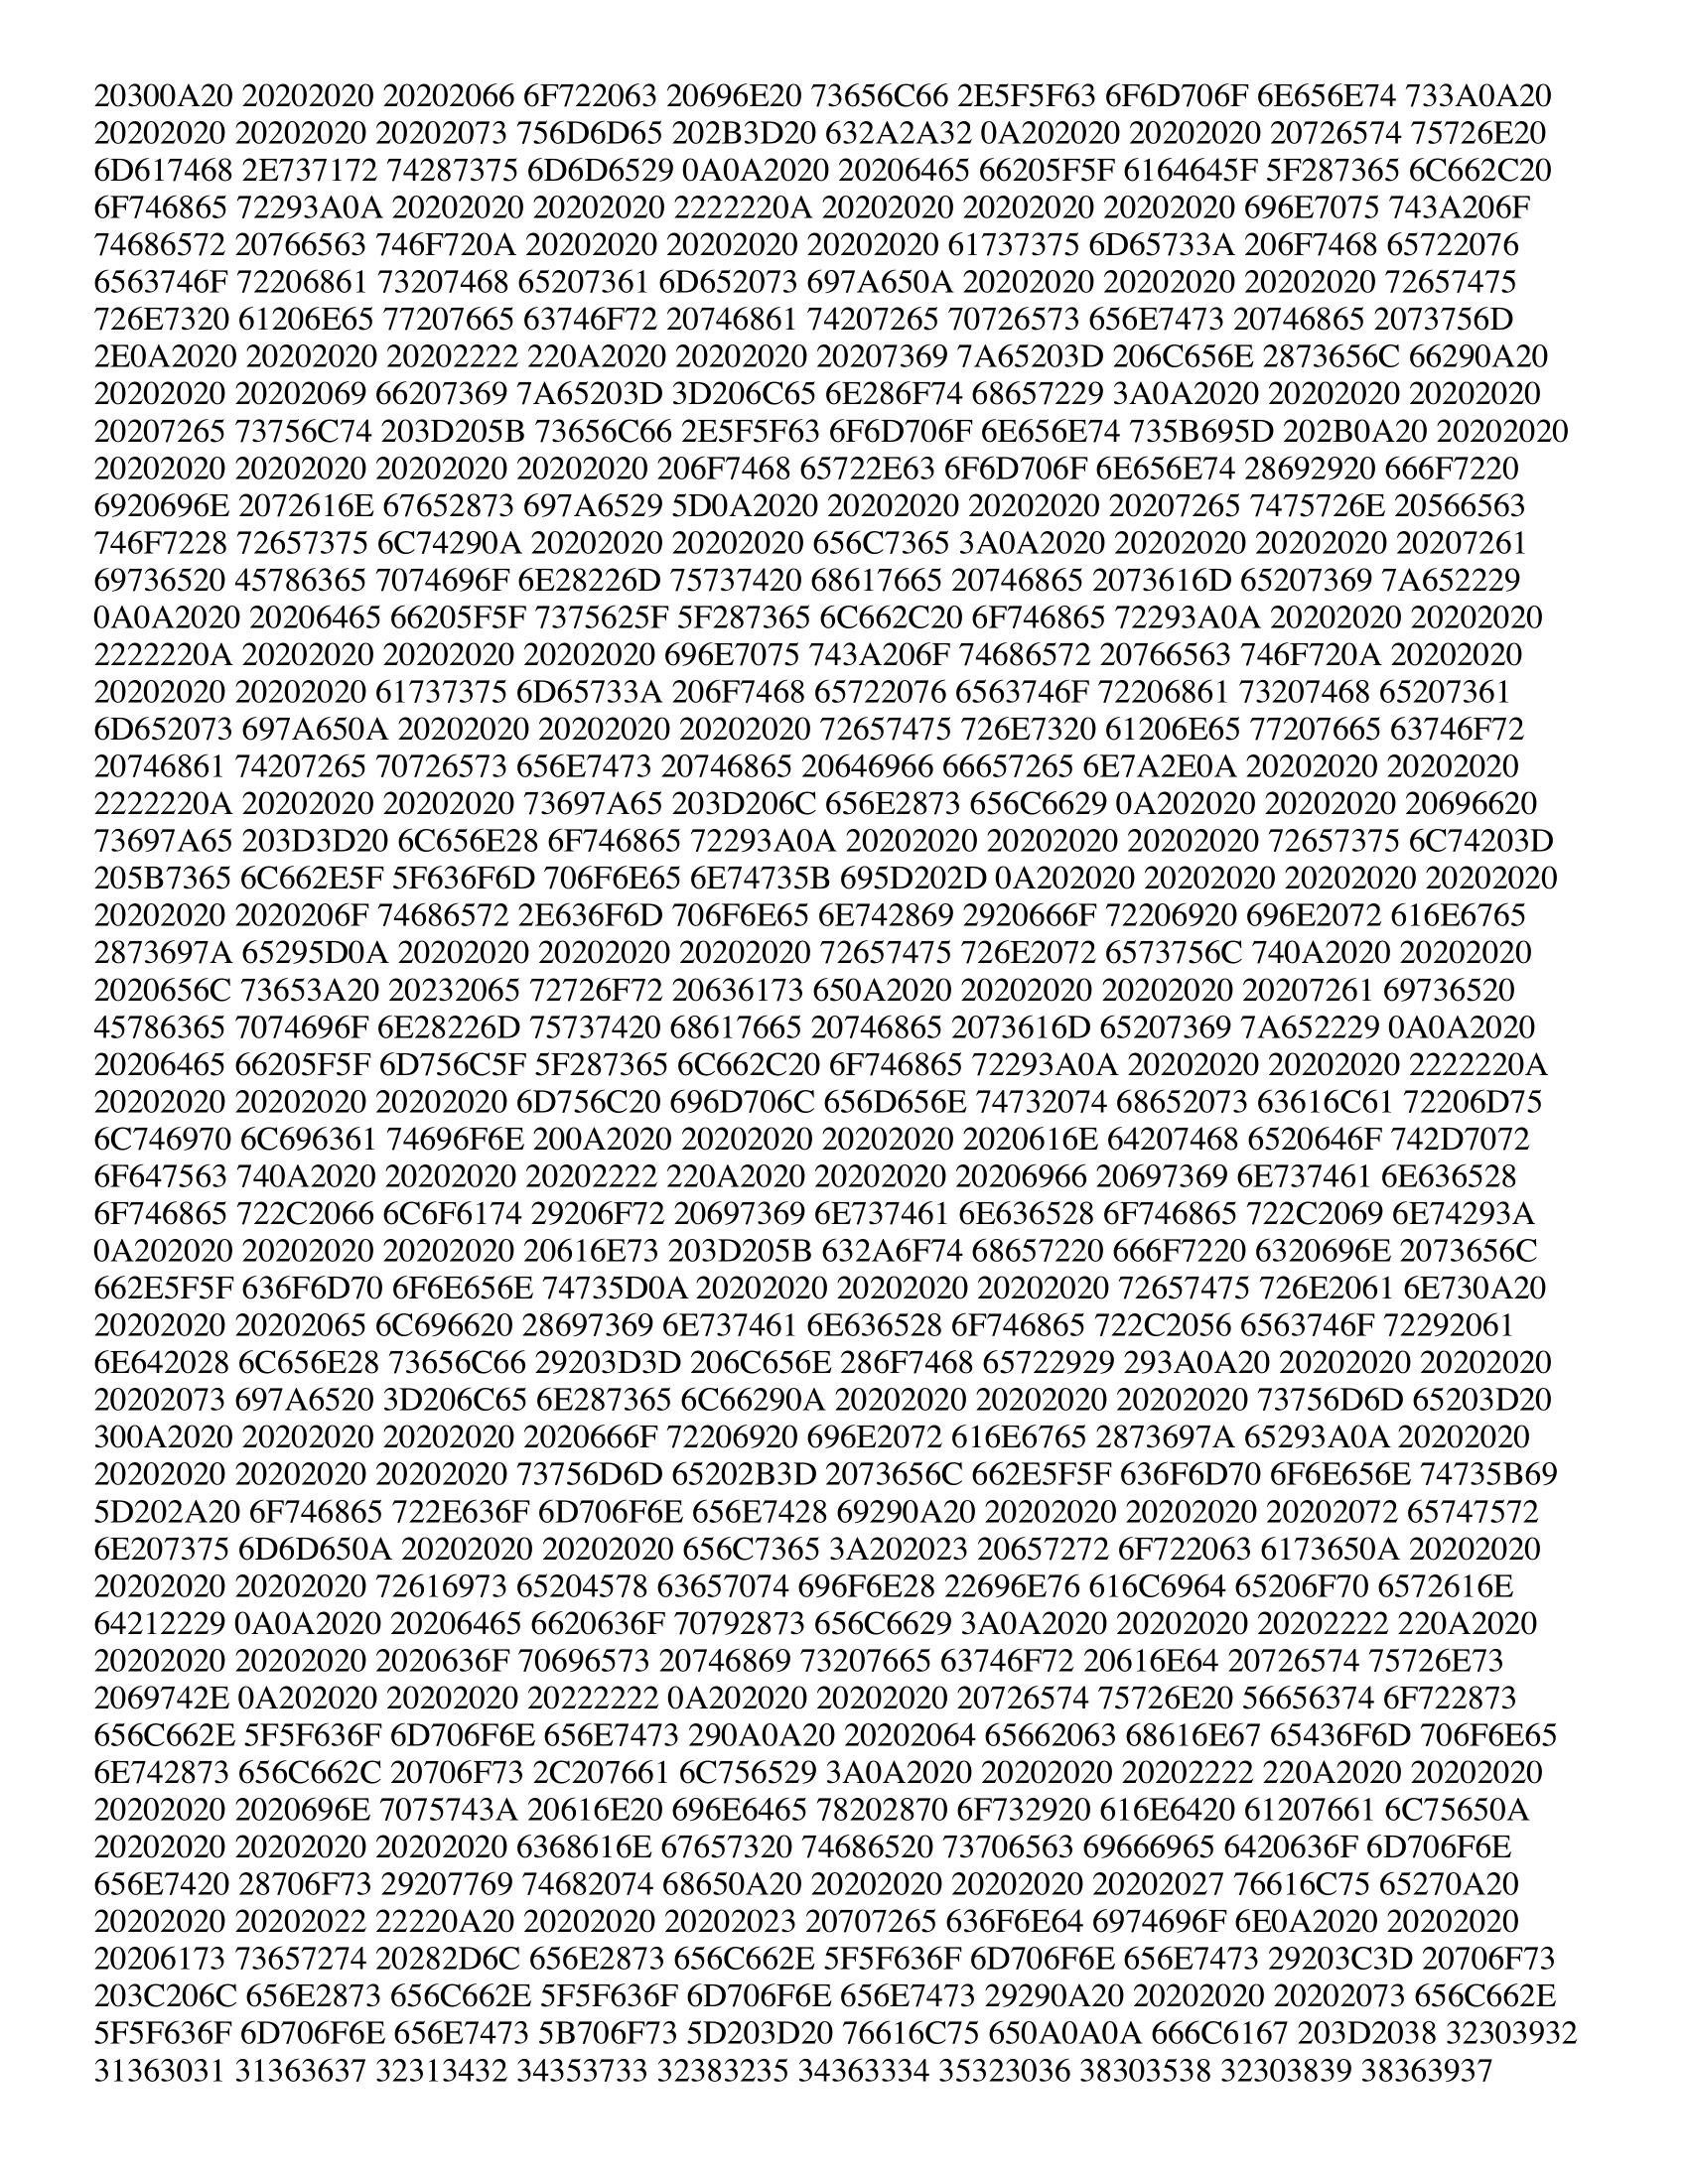 20300A20 20202020 20202066 6F722063 20696E20 73656C66 2E5F5F63 6F6D706F 6E656E74 733A0A20
20202020 20202020 20202073 756D6D65 202B3D20 632A2A32 0A202020 20202020 20726574 75726E20
6D617468 2E737172 74287375 6D6D6529 0A0A2020 20206465 66205F5F 6164645F 5F287365 6C662C20
6F746865 72293A0A 20202020 20202020 2222220A 20202020 20202020 20202020 696E7075 743A206F
74686572 20766563 746F720A 20202020 20202020 20202020 61737375 6D65733A 206F7468 65722076
6563746F 72206861 73207468 65207361 6D652073 697A650A 20202020 20202020 20202020 72657475
726E7320 61206E65 77207665 63746F72 20746861 74207265 70726573 656E7473 20746865 2073756D
2E0A2020 20202020 20202222 220A2020 20202020 20207369 7A65203D 206C656E 2873656C 66290A20
20202020 20202069 66207369 7A65203D 3D206C65 6E286F74 68657229 3A0A2020 20202020 20202020
20207265 73756C74 203D205B 73656C66 2E5F5F63 6F6D706F 6E656E74 735B695D 202B0A20 20202020
20202020 20202020 20202020 20202020 206F7468 65722E63 6F6D706F 6E656E74 28692920 666F7220
6920696E 2072616E 67652873 697A6529 5D0A2020 20202020 20202020 20207265 7475726E 20566563
746F7228 72657375 6C74290A 20202020 20202020 656C7365 3A0A2020 20202020 20202020 20207261
69736520 45786365 7074696F 6E28226D 75737420 68617665 20746865 2073616D 65207369 7A652229
0A0A2020 20206465 66205F5F 7375625F 5F287365 6C662C20 6F746865 72293A0A 20202020 20202020
2222220A 20202020 20202020 20202020 696E7075 743A206F 74686572 20766563 746F720A 20202020
20202020 20202020 61737375 6D65733A 206F7468 65722076 6563746F 72206861 73207468 65207361
6D652073 697A650A 20202020 20202020 20202020 72657475 726E7320 61206E65 77207665 63746F72
20746861 74207265 70726573 656E7473 20746865 20646966 66657265 6E7A2E0A 20202020 20202020
2222220A 20202020 20202020 73697A65 203D206C 656E2873 656C6629 0A202020 20202020 20696620
73697A65 203D3D20 6C656E28 6F746865 72293A0A 20202020 20202020 20202020 72657375 6C74203D
205B7365 6C662E5F 5F636F6D 706F6E65 6E74735B 695D202D 0A202020 20202020 20202020 20202020
20202020 2020206F 74686572 2E636F6D 706F6E65 6E742869 2920666F 72206920 696E2072 616E6765
2873697A 65295D0A 20202020 20202020 20202020 72657475 726E2072 6573756C 740A2020 20202020
2020656C 73653A20 20232065 72726F72 20636173 650A2020 20202020 20202020 20207261 69736520
45786365 7074696F 6E28226D 75737420 68617665 20746865 2073616D 65207369 7A652229 0A0A2020
20206465 66205F5F 6D756C5F 5F287365 6C662C20 6F746865 72293A0A 20202020 20202020 2222220A
20202020 20202020 20202020 6D756C20 696D706C 656D656E 74732074 68652073 63616C61 72206D75
6C746970 6C696361 74696F6E 200A2020 20202020 20202020 2020616E 64207468 6520646F 742D7072
6F647563 740A2020 20202020 20202222 220A2020 20202020 20206966 20697369 6E737461 6E636528
6F746865 722C2066 6C6F6174 29206F72 20697369 6E737461 6E636528 6F746865 722C2069 6E74293A
0A202020 20202020 20202020 20616E73 203D205B 632A6F74 68657220 666F7220 6320696E 2073656C
662E5F5F 636F6D70 6F6E656E 74735D0A 20202020 20202020 20202020 72657475 726E2061 6E730A20
20202020 20202065 6C696620 28697369 6E737461 6E636528 6F746865 722C2056 6563746F 72292061
6E642028 6C656E28 73656C66 29203D3D 206C656E 286F7468 65722929 293A0A20 20202020 20202020
20202073 697A6520 3D206C65 6E287365 6C66290A 20202020 20202020 20202020 73756D6D 65203D20
300A2020 20202020 20202020 2020666F 72206920 696E2072 616E6765 2873697A 65293A0A 20202020
20202020 20202020 20202020 73756D6D 65202B3D 2073656C 662E5F5F 636F6D70 6F6E656E 74735B69
5D202A20 6F746865 722E636F 6D706F6E 656E7428 69290A20 20202020 20202020 20202072 65747572
6E207375 6D6D650A 20202020 20202020 656C7365 3A202023 20657272 6F722063 6173650A 20202020
20202020 20202020 72616973 65204578 63657074 696F6E28 22696E76 616C6964 65206F70 6572616E
64212229 0A0A2020 20206465 6620636F 70792873 656C6629 3A0A2020 20202020 20202222 220A2020
20202020 20202020 2020636F 70696573 20746869 73207665 63746F72 20616E64 20726574 75726E73
2069742E 0A202020 20202020 20222222 0A202020 20202020 20726574 75726E20 56656374 6F722873
656C662E 5F5F636F 6D706F6E 656E7473 290A0A20 20202064 65662063 68616E67 65436F6D 706F6E65
6E742873 656C662C 20706F73 2C207661 6C756529 3A0A2020 20202020 20202222 220A2020 20202020
20202020 2020696E 7075743A 20616E20 696E6465 78202870 6F732920 616E6420 61207661 6C75650A
20202020 20202020 20202020 6368616E 67657320 74686520 73706563 69666965 6420636F 6D706F6E
656E7420 28706F73 29207769 74682074 68650A20 20202020 20202020 20202027 76616C75 65270A20
20202020 20202022 22220A20 20202020 20202023 20707265 636F6E64 6974696F 6E0A2020 20202020
20206173 73657274 20282D6C 656E2873 656C662E 5F5F636F 6D706F6E 656E7473 29203C3D 20706F73
203C206C 656E2873 656C662E 5F5F636F 6D706F6E 656E7473 29290A20 20202020 20202073 656C662E
5F5F636F 6D706F6E 656E7473 5B706F73 5D203D20 76616C75 650A0A0A 666C6167 203D2038 32303932
31363031 31363637 32313432 34353733 32383235 34363334 35323036 38303538 32303839 38363937